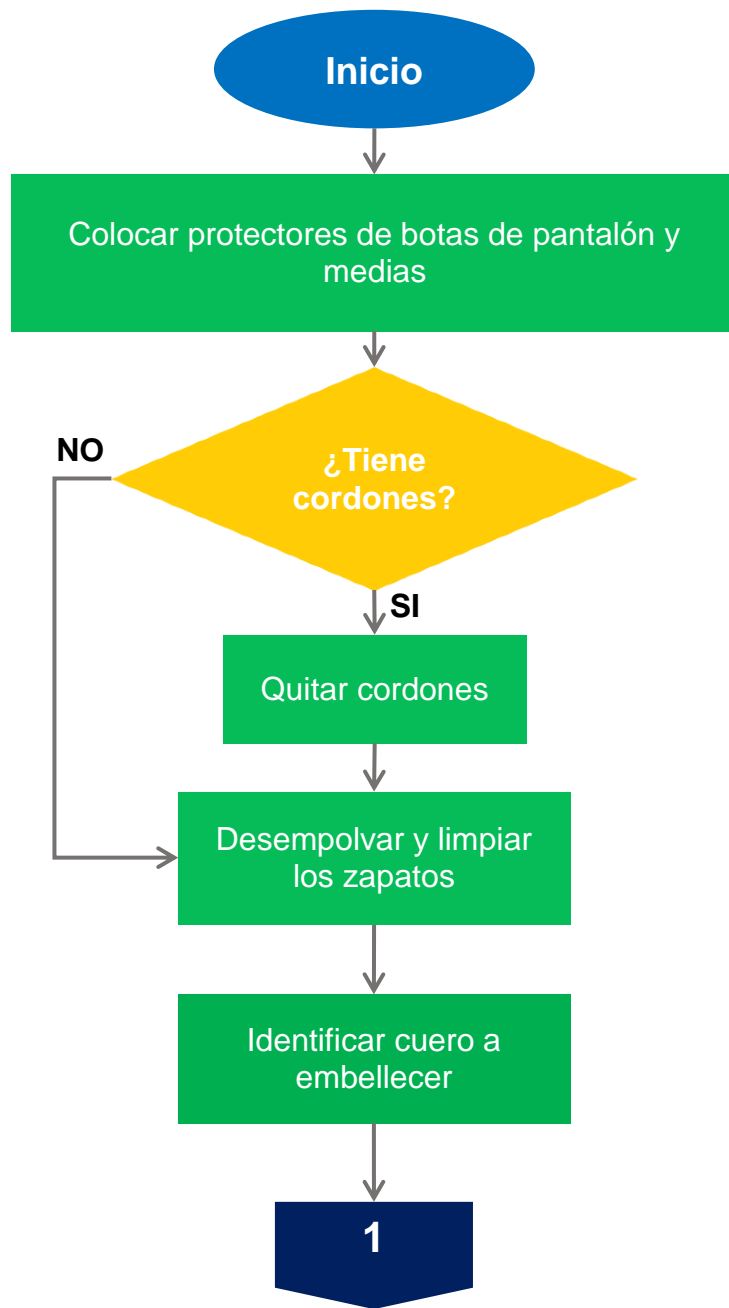 Inicio
Colocar protectores de botas de pantalón y
medias
NO
¿Tiene
cordones?
SI
Quitar cordones
Desempolvar y limpiar
los zapatos
Identificar cuero a
embellecer
1